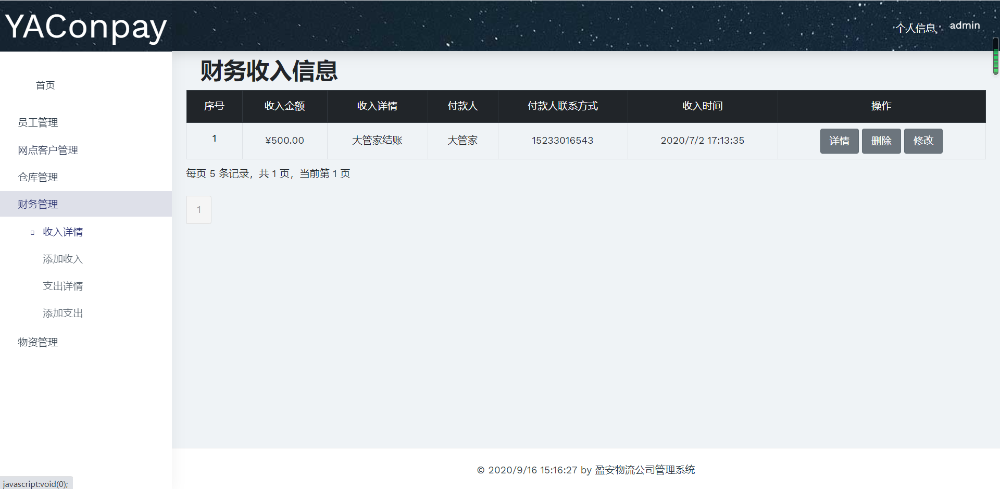 YAConpay
个人信息
admin
首页
员工管理
网点客户管理
仓库管理
财务管理
收入详情
添加收入
支出详情
添加支出
物资管理
财务收入信息
序号 收入金额 收入详情 付款人 付款人联系方式 收入时间 操作
1 ¥500.00 大管家结账 大管家 15233016543 2020/7/2 17:13:35 详情 删除 修改
每页 5 条记录，共 1 页，当前第 1 页
1
© 2020/9/16 15:16:27 by 盈安物流公司管理系统
javascript:void(0);